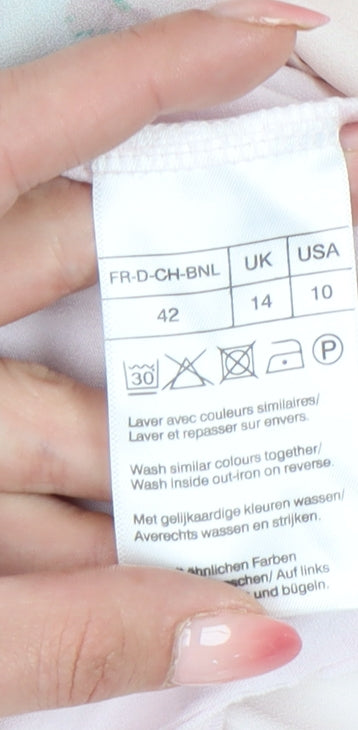 FR-D-CH-BNL UK USA
42 14 10
30 P
Laver avec couleurs similaires/
Laver et repasser sur envers.
Wash similar colours together/
Wash inside out-iron on reverse.
Met gelijkaardige kleuren wassen/
Averechts wassen en strijken.
Farben
Auf links
und bügeln.